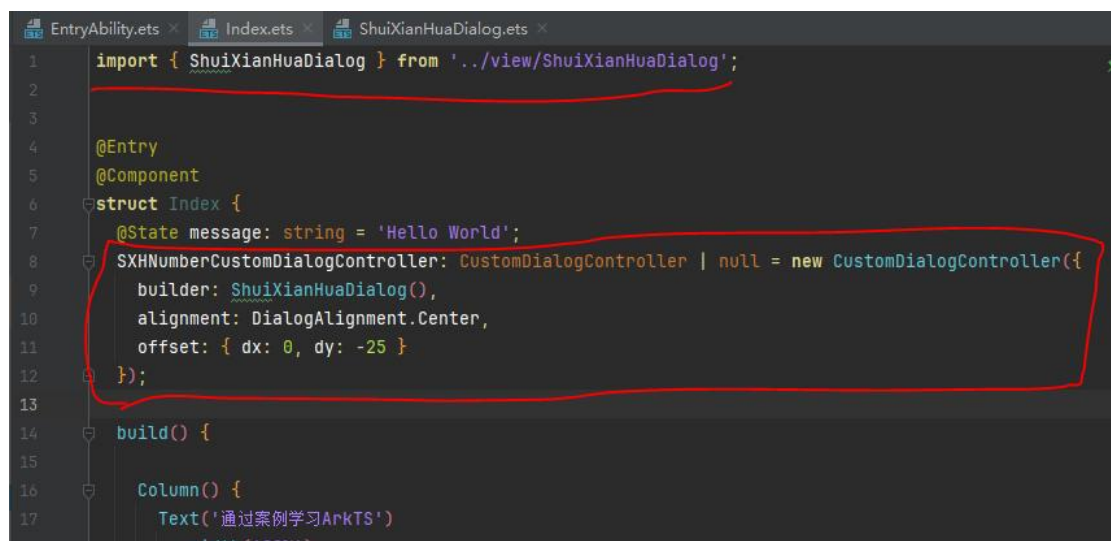 EntryAbility.ets × Index.ets × ShuiXianHuaDialog.ets ×
1 import { ShuiXianHuaDialog } from '../view/ShuiXianHuaDialog';
2
3
4 @Entry
5 @Component
6 struct Index {
7 @State message: string = 'Hello World';
8 SXHNumberCustomDialogController: CustomDialogController | null = new CustomDialogController({
9 builder: ShuiXianHuaDialog(),
10 alignment: DialogAlignment.Center,
11 offset: { dx: 0, dy: -25 }
12 });
13
14 build() {
15
16 Column() {
17 Text('通过案例学习ArkTS')